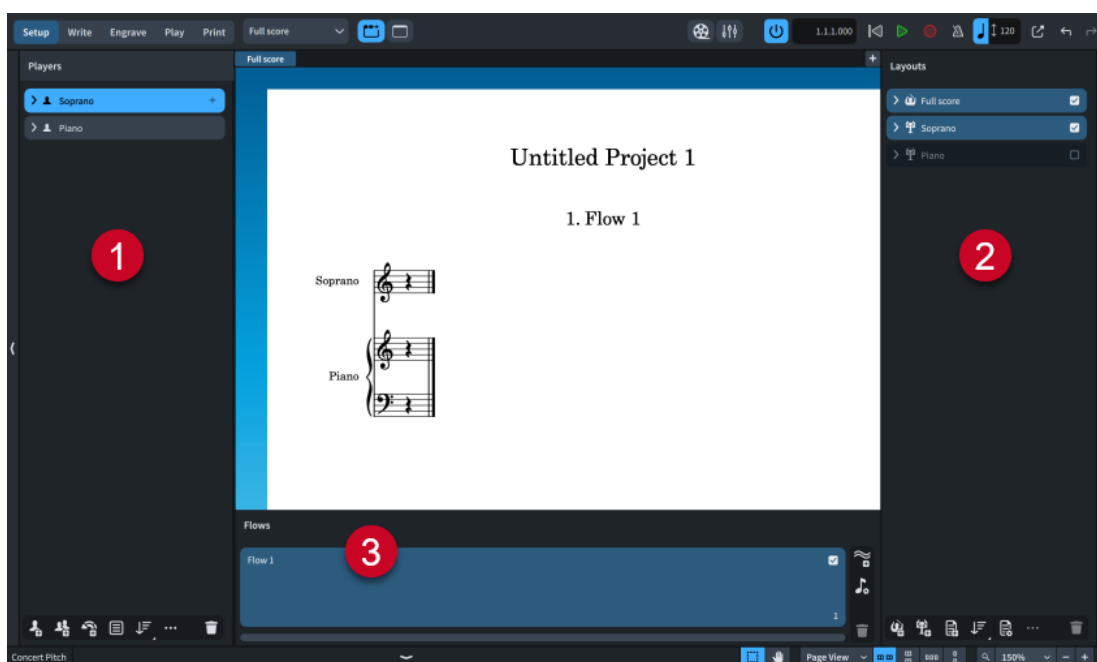 Setup Write Engrave Play Print Full score 1.1.1.000 120
Players
Full score
Layouts
Soprano
Piano
Full score
Soprano
Piano
Untitled Project 1
1. Flow 1
Soprano
Piano
1
2
Flows
3
Flow 1
1
Concert Pitch Page View 150%